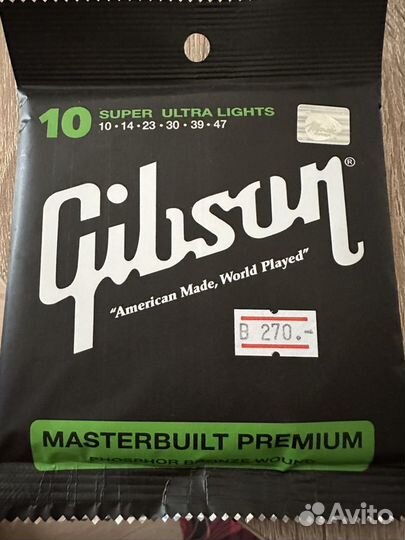 10 SUPER ULTRA LIGHTS
10 • 14 • 23 • 30 • 39 • 47
Gibson®
"American Made, World Played"
B 270.-
MASTERBUILT PREMIUM
PHOSPHOR BRONZE WOUND
Avito